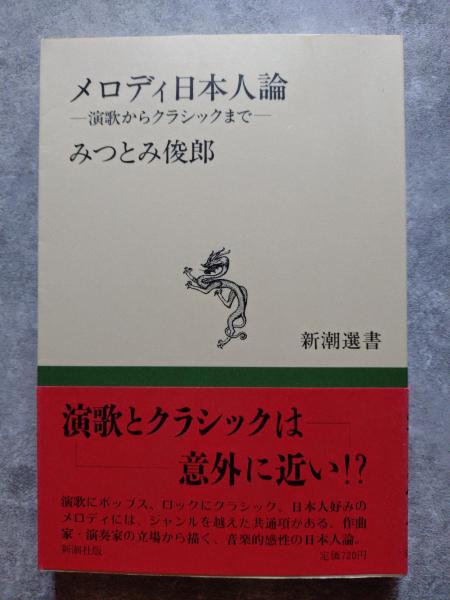 メロディ日本人論
―演歌からクラシックまで―
みつとみ俊郎
新潮選書
演歌とクラシックは
意外に近い!?
演歌にポップス、ロックにクラシック、日本人好みの
メロディには、ジャンルを越えた共通項がある。作曲
家・演奏家の立場から描く、音楽的感性の日本人論。
新潮社版
定価720円